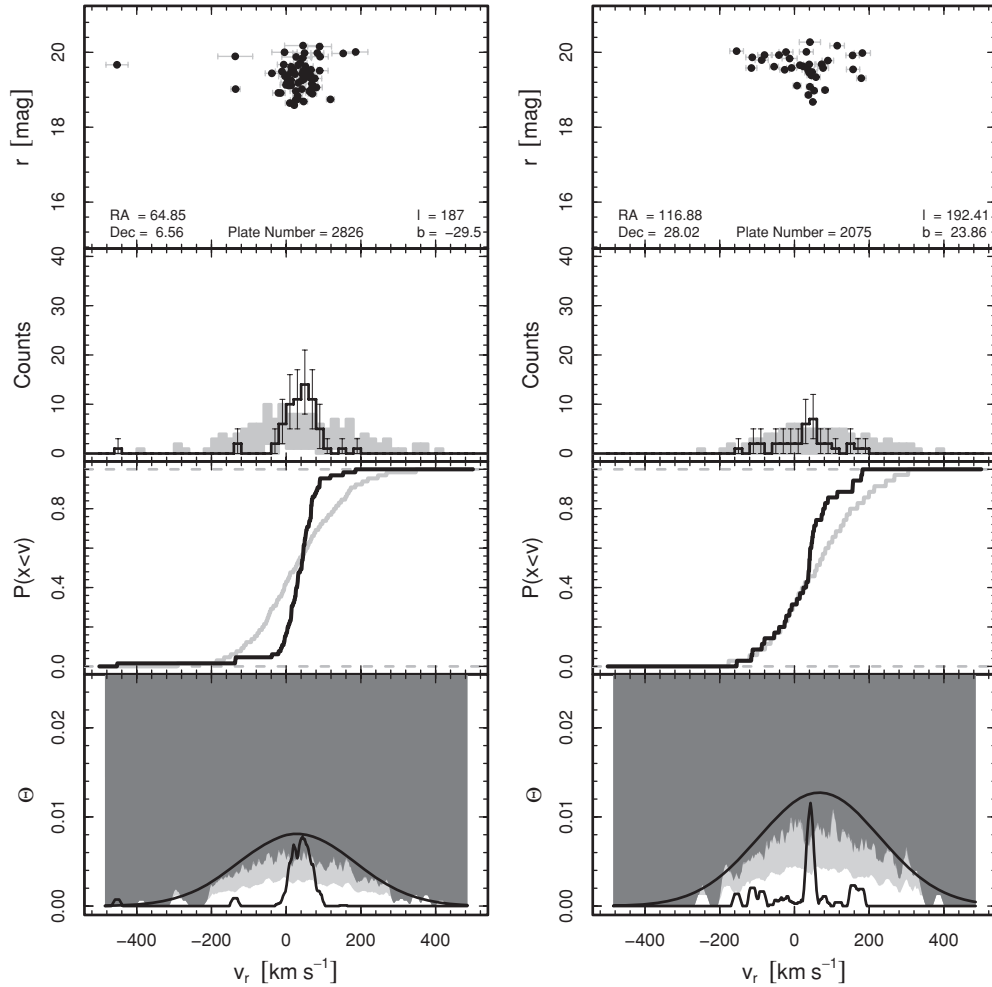 r [mag]
20
18
16
RA = 64.85
Dec = 6.56
Plate Number = 2826
l = 187
b = −29.5
Counts
40
30
20
10
0
P(x<v)
0.8
0.4
0.0
Θ
0.02
0.01
0.00
−400 −200 0 200 400
vr [km s−1]
r [mag]
20
18
16
RA = 116.88
Dec = 28.02
Plate Number = 2075
l = 192.41
b = 23.86
Counts
40
30
20
10
0
P(x<v)
0.8
0.4
0.0
Θ
0.02
0.01
0.00
−400 −200 0 200 400
vr [km s−1]